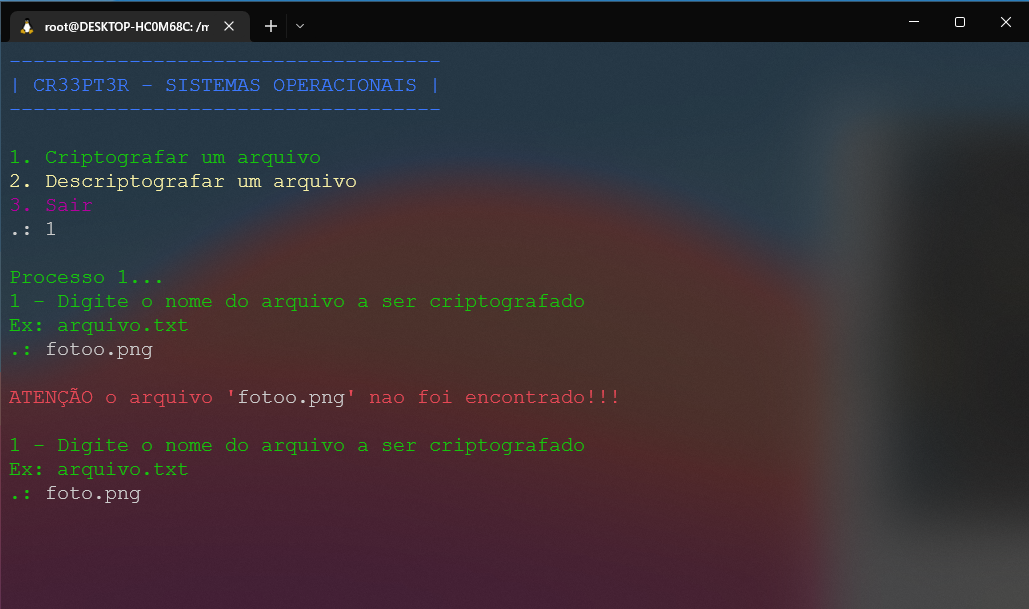 root@DESKTOP-HC0M68C: /m
------------------------------------
| CR33PT3R - SISTEMAS OPERACIONAIS |
------------------------------------
1. Criptografar um arquivo
2. Descriptografar um arquivo
3. Sair
.: 1
Processo 1...
1 - Digite o nome do arquivo a ser criptografado
Ex: arquivo.txt
.: fotoo.png
ATENÇÃO o arquivo 'fotoo.png' nao foi encontrado!!!
1 - Digite o nome do arquivo a ser criptografado
Ex: arquivo.txt
.: foto.png